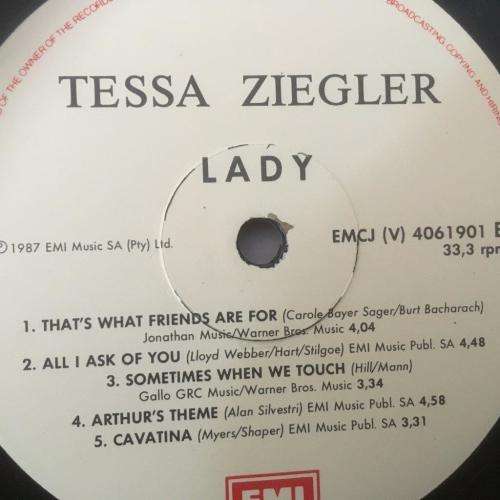 S OF THE OWNER OF THE RECORDE
BROADCASTING, COPYING AND HIRING
TESSA ZIEGLER
LADY
℗ 1987 EMI Music SA (Pty) Ltd.
EMCJ (V) 4061901
33,3 rpm
1. THAT'S WHAT FRIENDS ARE FOR (Carole Bayer Sager/Burt Bacharach)
Jonathan Music/Warner Bros. Music 4,04
2. ALL I ASK OF YOU (Lloyd Webber/Hart/Stilgoe) EMI Music Publ. SA 4,48
3. SOMETIMES WHEN WE TOUCH (Hill/Mann)
Gallo GRC Music/Warner Bros. Music 3,34
4. ARTHUR'S THEME (Alan Silvestri) EMI Music Publ. SA 4,58
5. CAVATINA (Myers/Shaper) EMI Music Publ. SA 3,31
EMI